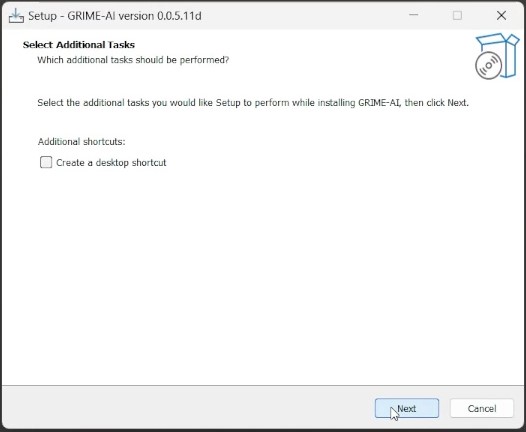 Setup - GRIME-AI version 0.0.5.11d
Select Additional Tasks
Which additional tasks should be performed?
Select the additional tasks you would like Setup to perform while installing GRIME-AI, then click Next.
Additional shortcuts:
Create a desktop shortcut
Next
Cancel